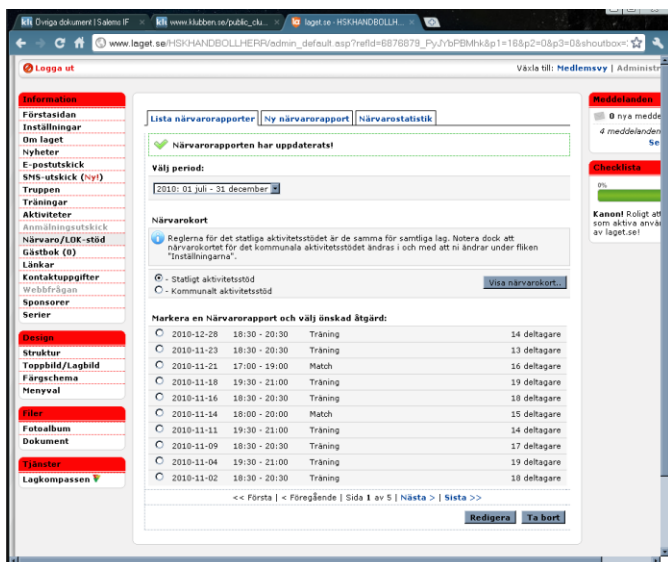 Övriga dokument | Salems IF
www.klubben.se/public_clu...
laget.se - HSKHANDBOLLH...
www.laget.se/HSKHANDBOLLHERR/admin_default.asp?refId=6876879_PyJYbPBMhk&p1=16&p2=0&p3=0&shoutbox=
Logga ut
Växla till: Medlemsvy | Administr
Information
Förstasidan
Inställningar
Om laget
Nyheter
E-postutskick
SMS-utskick (Ny!)
Truppen
Träningar
Aktiviteter
Anmälningsutskick
Närvaro/LOK-stöd
Gästbok (0)
Länkar
Kontaktuppgifter
Webbfrågan
Sponsorer
Serier
Design
Struktur
Toppbild/Lagbild
Färgschema
Menyval
Filer
Fotoalbum
Dokument
Tjänster
Lagkompassen
Lista närvarorapporter Ny närvarorapport Närvarostatistik
Närvarorapporten har uppdaterats!
Välj period:
2010: 01 juli - 31 december
Närvarokort
Reglerna för det statliga aktivitetsstödet är de samma för samtliga lag. Notera dock att
närvarokortet för det kommunala aktivitetsstödet ändras i och med att ni ändrar under fliken
"Inställningarna".
- Statligt aktivitetsstöd
- Kommunalt aktivitetsstöd
Visa närvarokort..
Markera en Närvarorapport och välj önskad åtgärd:
2010-12-28 18:30 - 20:30 Träning 14 deltagare
2010-11-23 18:30 - 20:30 Träning 13 deltagare
2010-11-21 17:00 - 19:00 Match 16 deltagare
2010-11-18 19:30 - 21:00 Träning 19 deltagare
2010-11-16 18:30 - 20:30 Träning 18 deltagare
2010-11-14 18:00 - 20:00 Match 15 deltagare
2010-11-11 19:30 - 21:00 Träning 14 deltagare
2010-11-09 18:30 - 20:30 Träning 17 deltagare
2010-11-04 19:30 - 21:00 Träning 19 deltagare
2010-11-02 18:30 - 20:30 Träning 18 deltagare
<< Första | < Föregående | Sida 1 av 5 | Nästa > | Sista >>
Redigera Ta bort
Meddelanden
0 nya medde
4 meddelanden
Se
Checklista
0%
Kanon! Roligt att
som aktiva anvä
av laget.se!